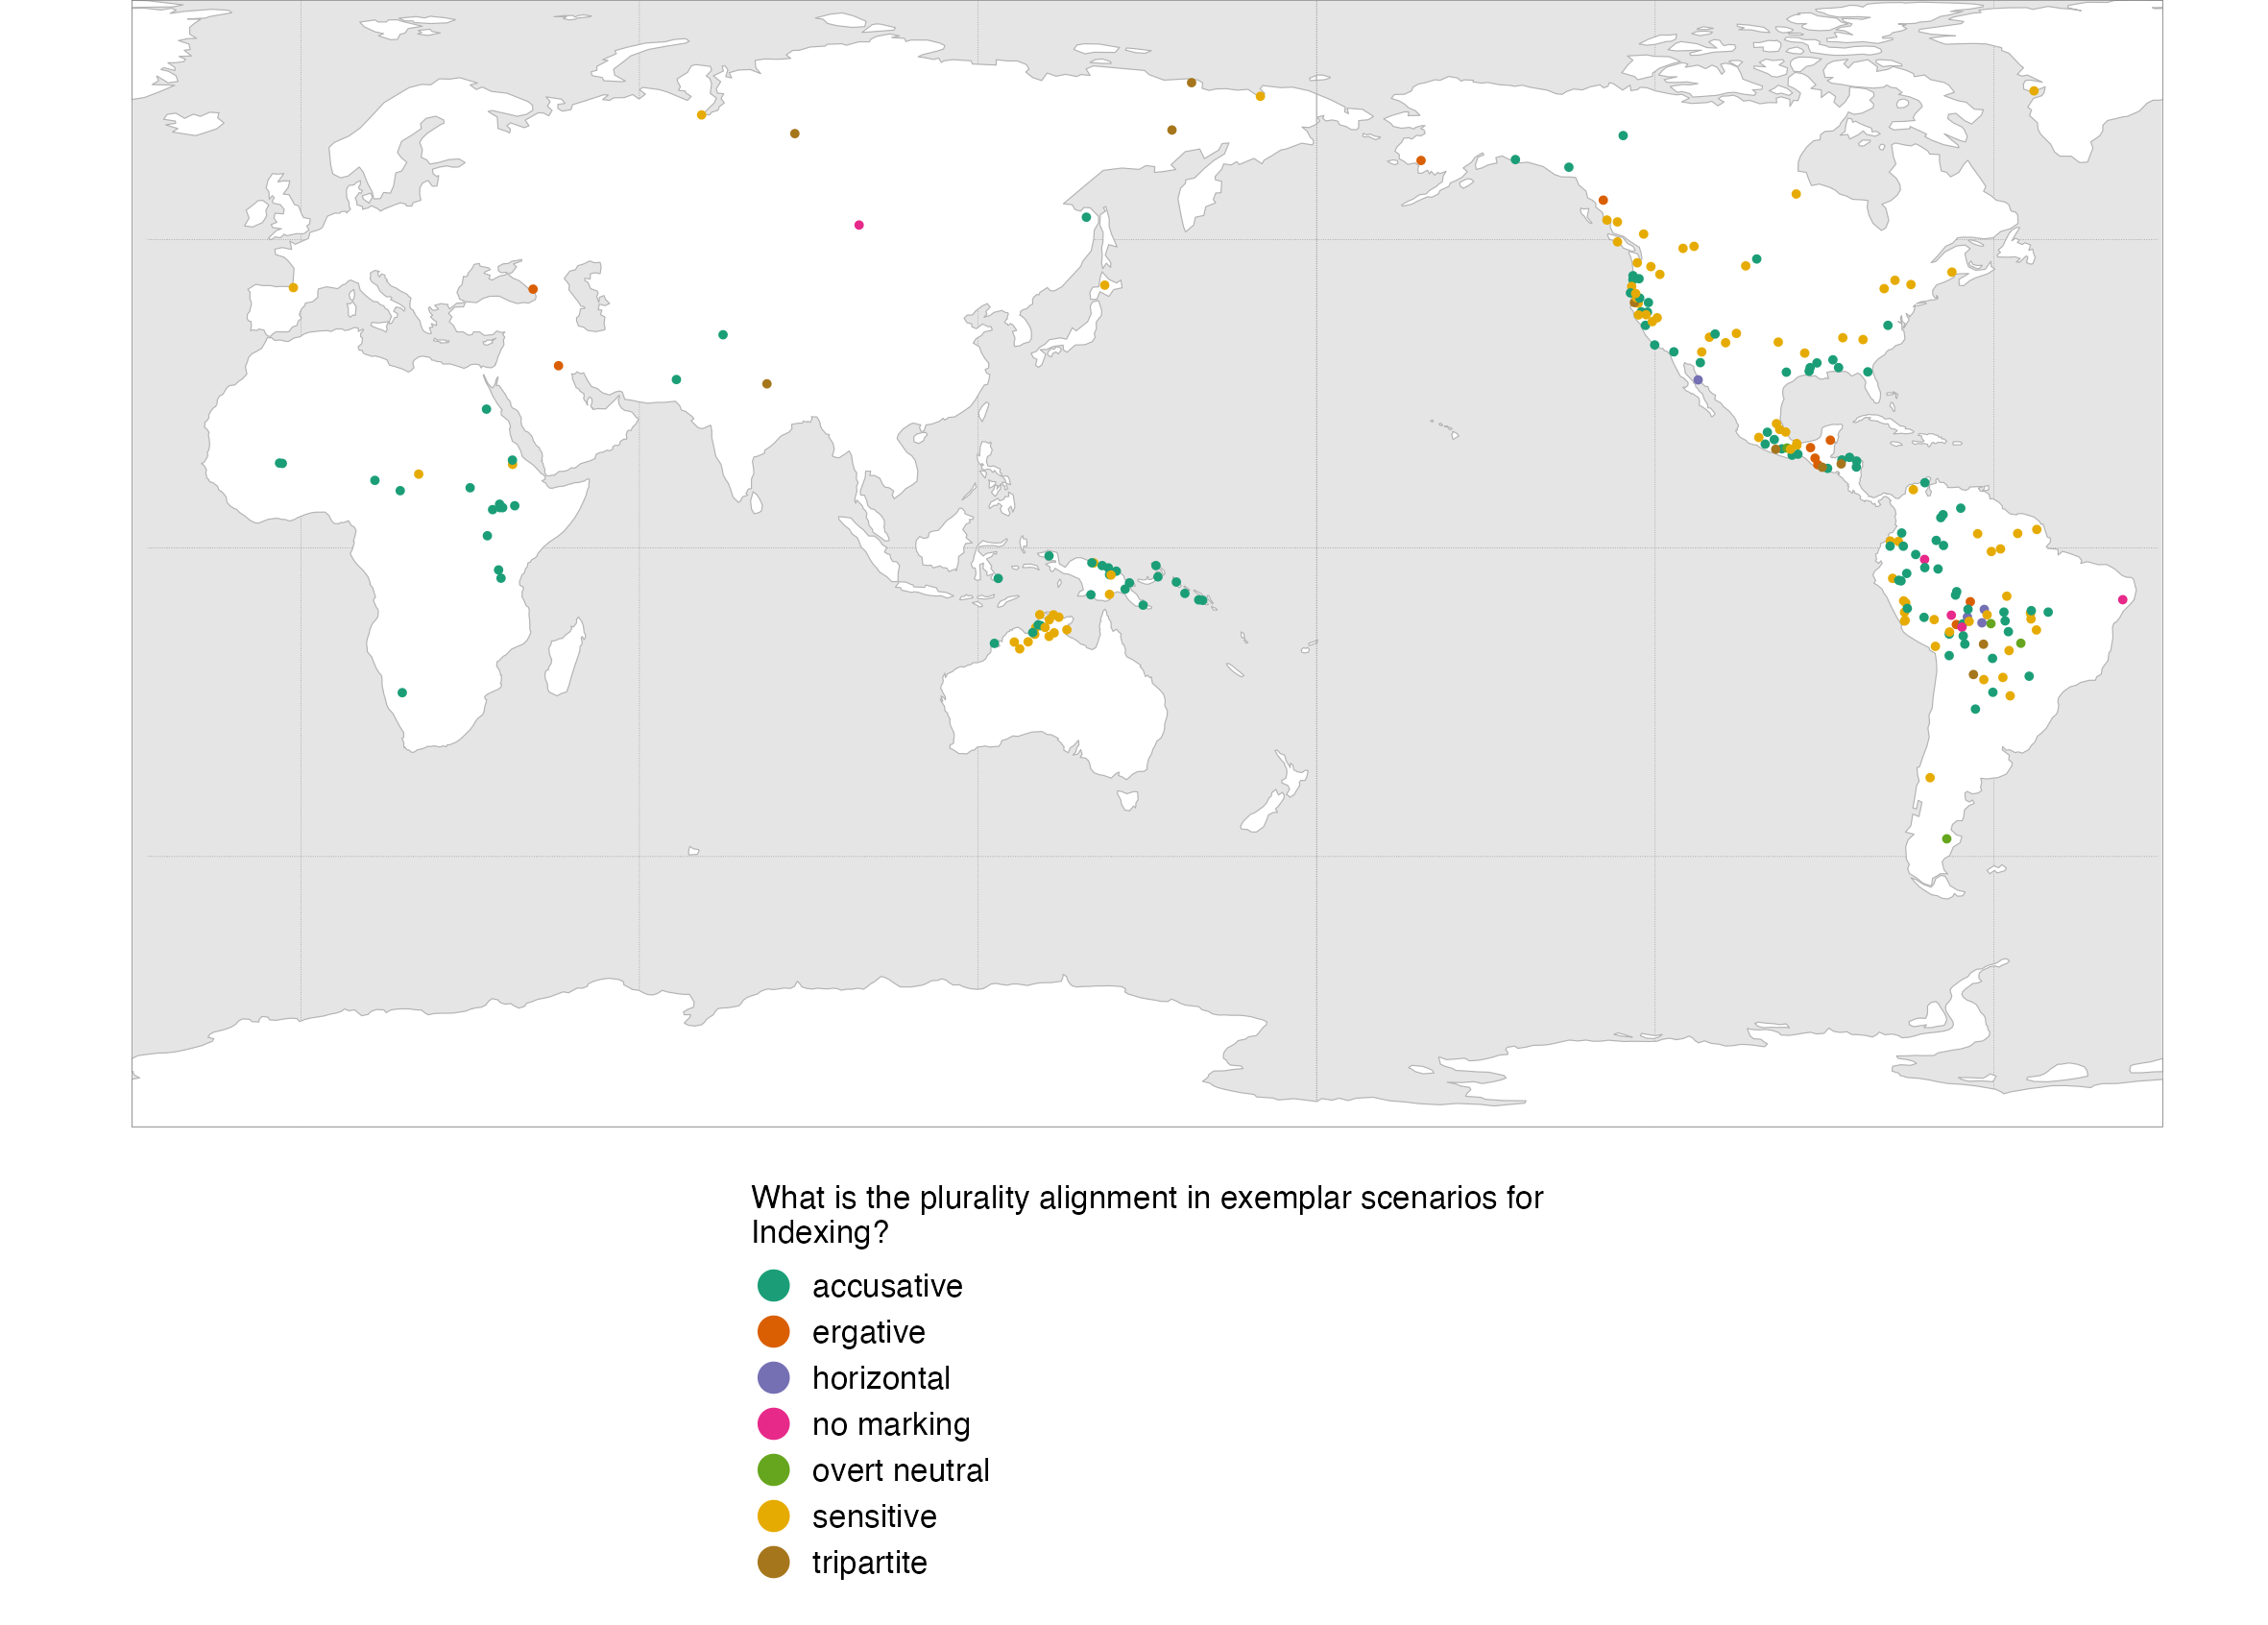 What is the plurality alignment in exemplar scenarios for
Indexing?
accusative
ergative
horizontal
no marking
overt neutral
sensitive
tripartite